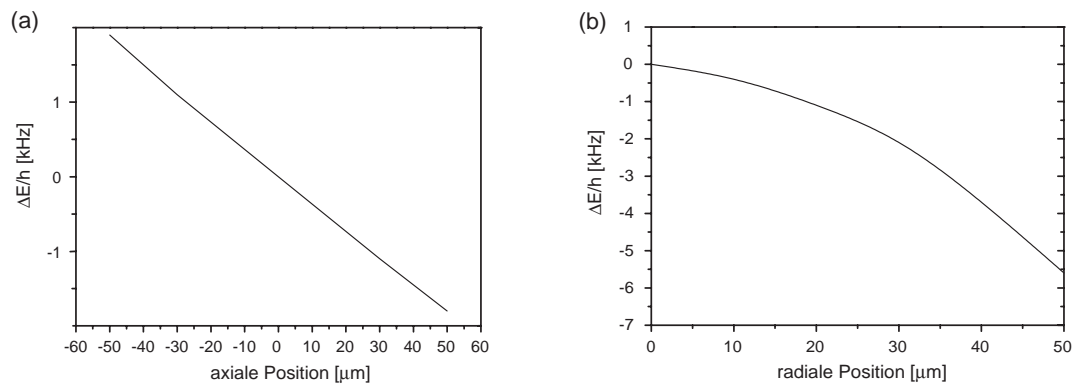 (a)
ΔE/h [kHz]
1
0
-1
-60 -50 -40 -30 -20 -10 0 10 20 30 40 50 60
axiale Position [μm]
(b)
ΔE/h [kHz]
1
0
-1
-2
-3
-4
-5
-6
-7
0 10 20 30 40 50
radiale Position [μm]